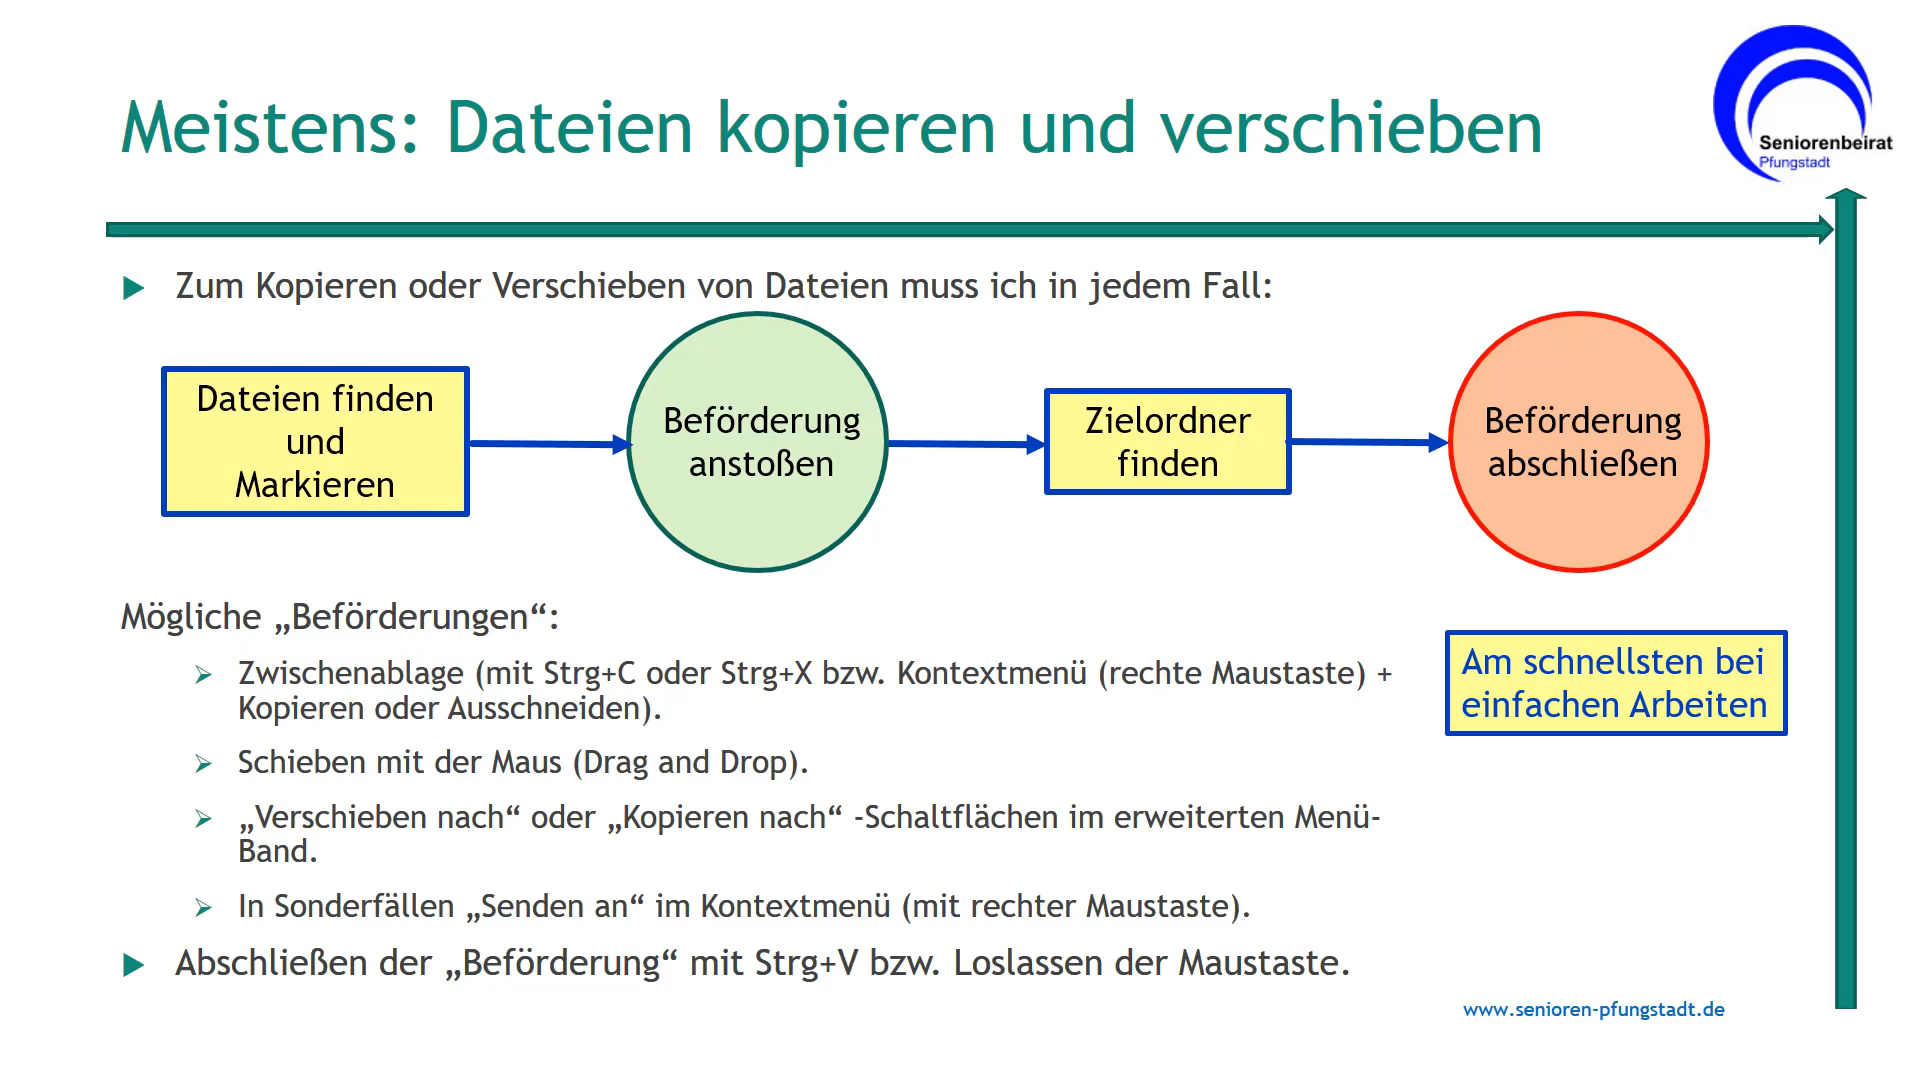 Meistens: Dateien kopieren und verschieben
Seniorenbeirat
Pfungstadt
Zum Kopieren oder Verschieben von Dateien muss ich in jedem Fall:
Dateien finden
und
Markieren
Beförderung
anstoßen
Zielordner
finden
Beförderung
abschließen
Mögliche „Beförderungen“:
Zwischenablage (mit Strg+C oder Strg+X bzw. Kontextmenü (rechte Maustaste) +
Kopieren oder Ausschneiden).
Am schnellsten bei
einfachen Arbeiten
Schieben mit der Maus (Drag and Drop).
„Verschieben nach“ oder „Kopieren nach“ -Schaltflächen im erweiterten Menü-
Band.
In Sonderfällen „Senden an“ im Kontextmenü (mit rechter Maustaste).
Abschließen der „Beförderung“ mit Strg+V bzw. Loslassen der Maustaste.
www.senioren-pfungstadt.de